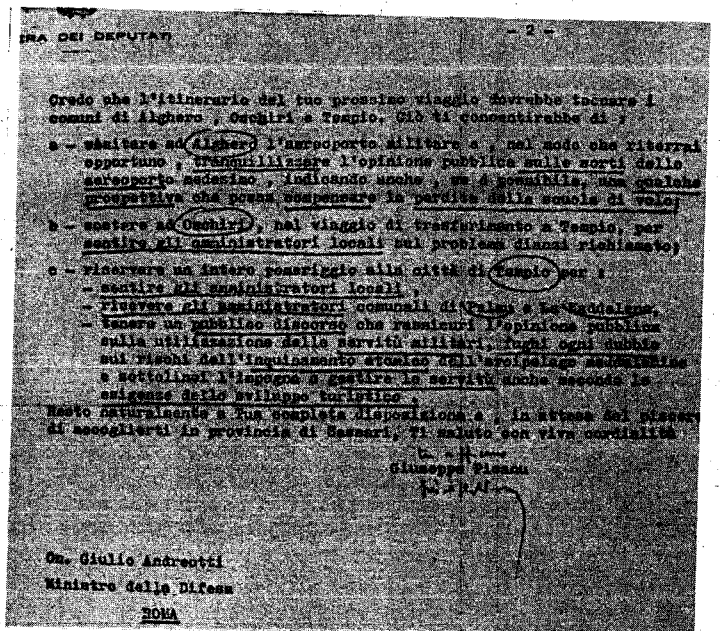 RA DEI DEPUTATI
- 2 -
Credo che l'itinerario del tuo prossimo viaggio dovrebbe toccare i
comuni di Alghero , Oschiri e Tempio. Ciò ti consentirebbe di :
a - visitare ad Alghero l'aereoporto militare e , nel modo che riterrai
opportuno , tranquillizzare l'opinione pubblica sulle sorti dello
aereoporto medesimo , indicando anche , se è possibile, una qualche
prospettiva che possa compensare la perdita della scuola di volo;
b - sostare ad Oschiri , nel viaggio di trasferimento a Tempio, per
sentire gli amministratori locali sul problema dianzi richiamato;
c - riservare un intero pomeriggio alla città di Tempio per :
- sentire gli amministratori locali ,
- ricevere gli amministratori comunali di Palau e La Maddalena,
- tenere un pubblico discorso che rassicuri l'opinione pubblica
sulla utilizzazione delle servitù militari, fughi ogni dubbio
sui rischi dell'inquinamento atomico dell'arcipelago maddalenino
e sottolinei l'impegno a gestire le servitù anche secondo le
esigenze dello sviluppo turistico .
Resto naturalmente a Tua completa disposizione e , in attesa del piacere
di accoglierti in provincia di Sassari, Ti saluto con viva cordialità
Giuseppe Pisanu
On. Giulio Andreotti
Ministro della Difesa
ROMA